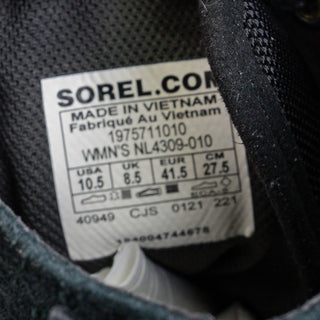 SOREL.COM
MADE IN VIETNAM
Fabriqué Au Vietnam
1975711010
WMN'S NL4309-010
USA UK EUR CM
10.5 8.5 41.5 27.5
40949 CJS 0121 221